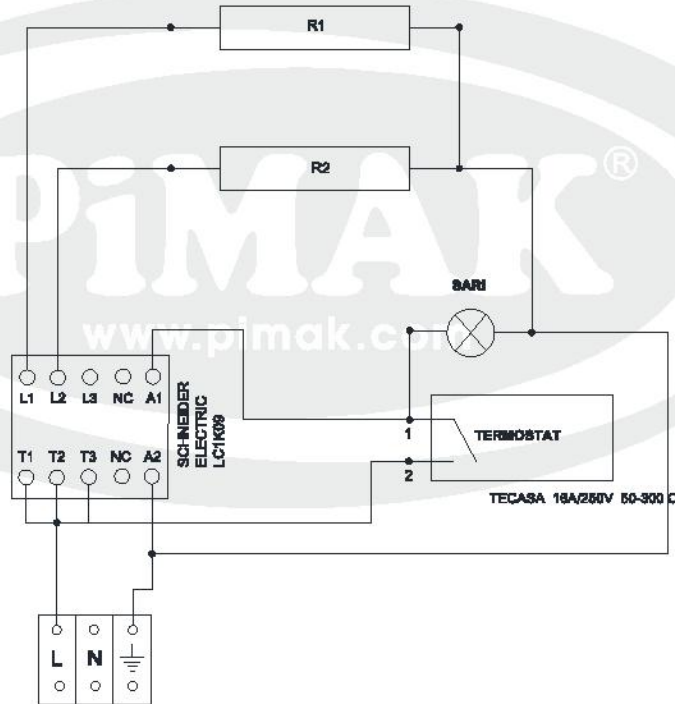 R1
R2
PiMAK®
SARI
www.pimak.com
L1 L2 L3 NC A1
SCHNEIDER
ELECTRIC
LC1K09
T1 T2 T3 NC A2
1
TERMOSTAT
2
TECASA 16A/250V 50-300 C
L N